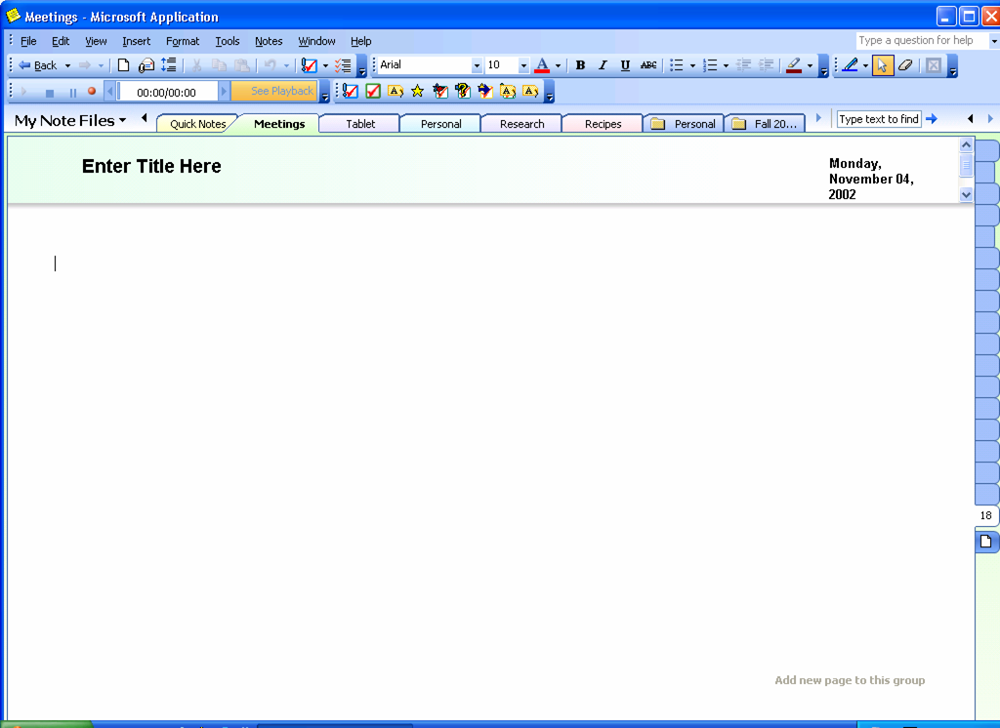 Meetings - Microsoft Application
File Edit View Insert Format Tools Notes Window Help
Type a question for help
Back Arial 10 A B I U ABC
00:00/00:00 See Playback
My Note Files Quick Notes Meetings Tablet Personal Research Recipes Personal Fall 20... Type text to find
Enter Title Here
Monday,
November 04,
2002
18
Add new page to this group